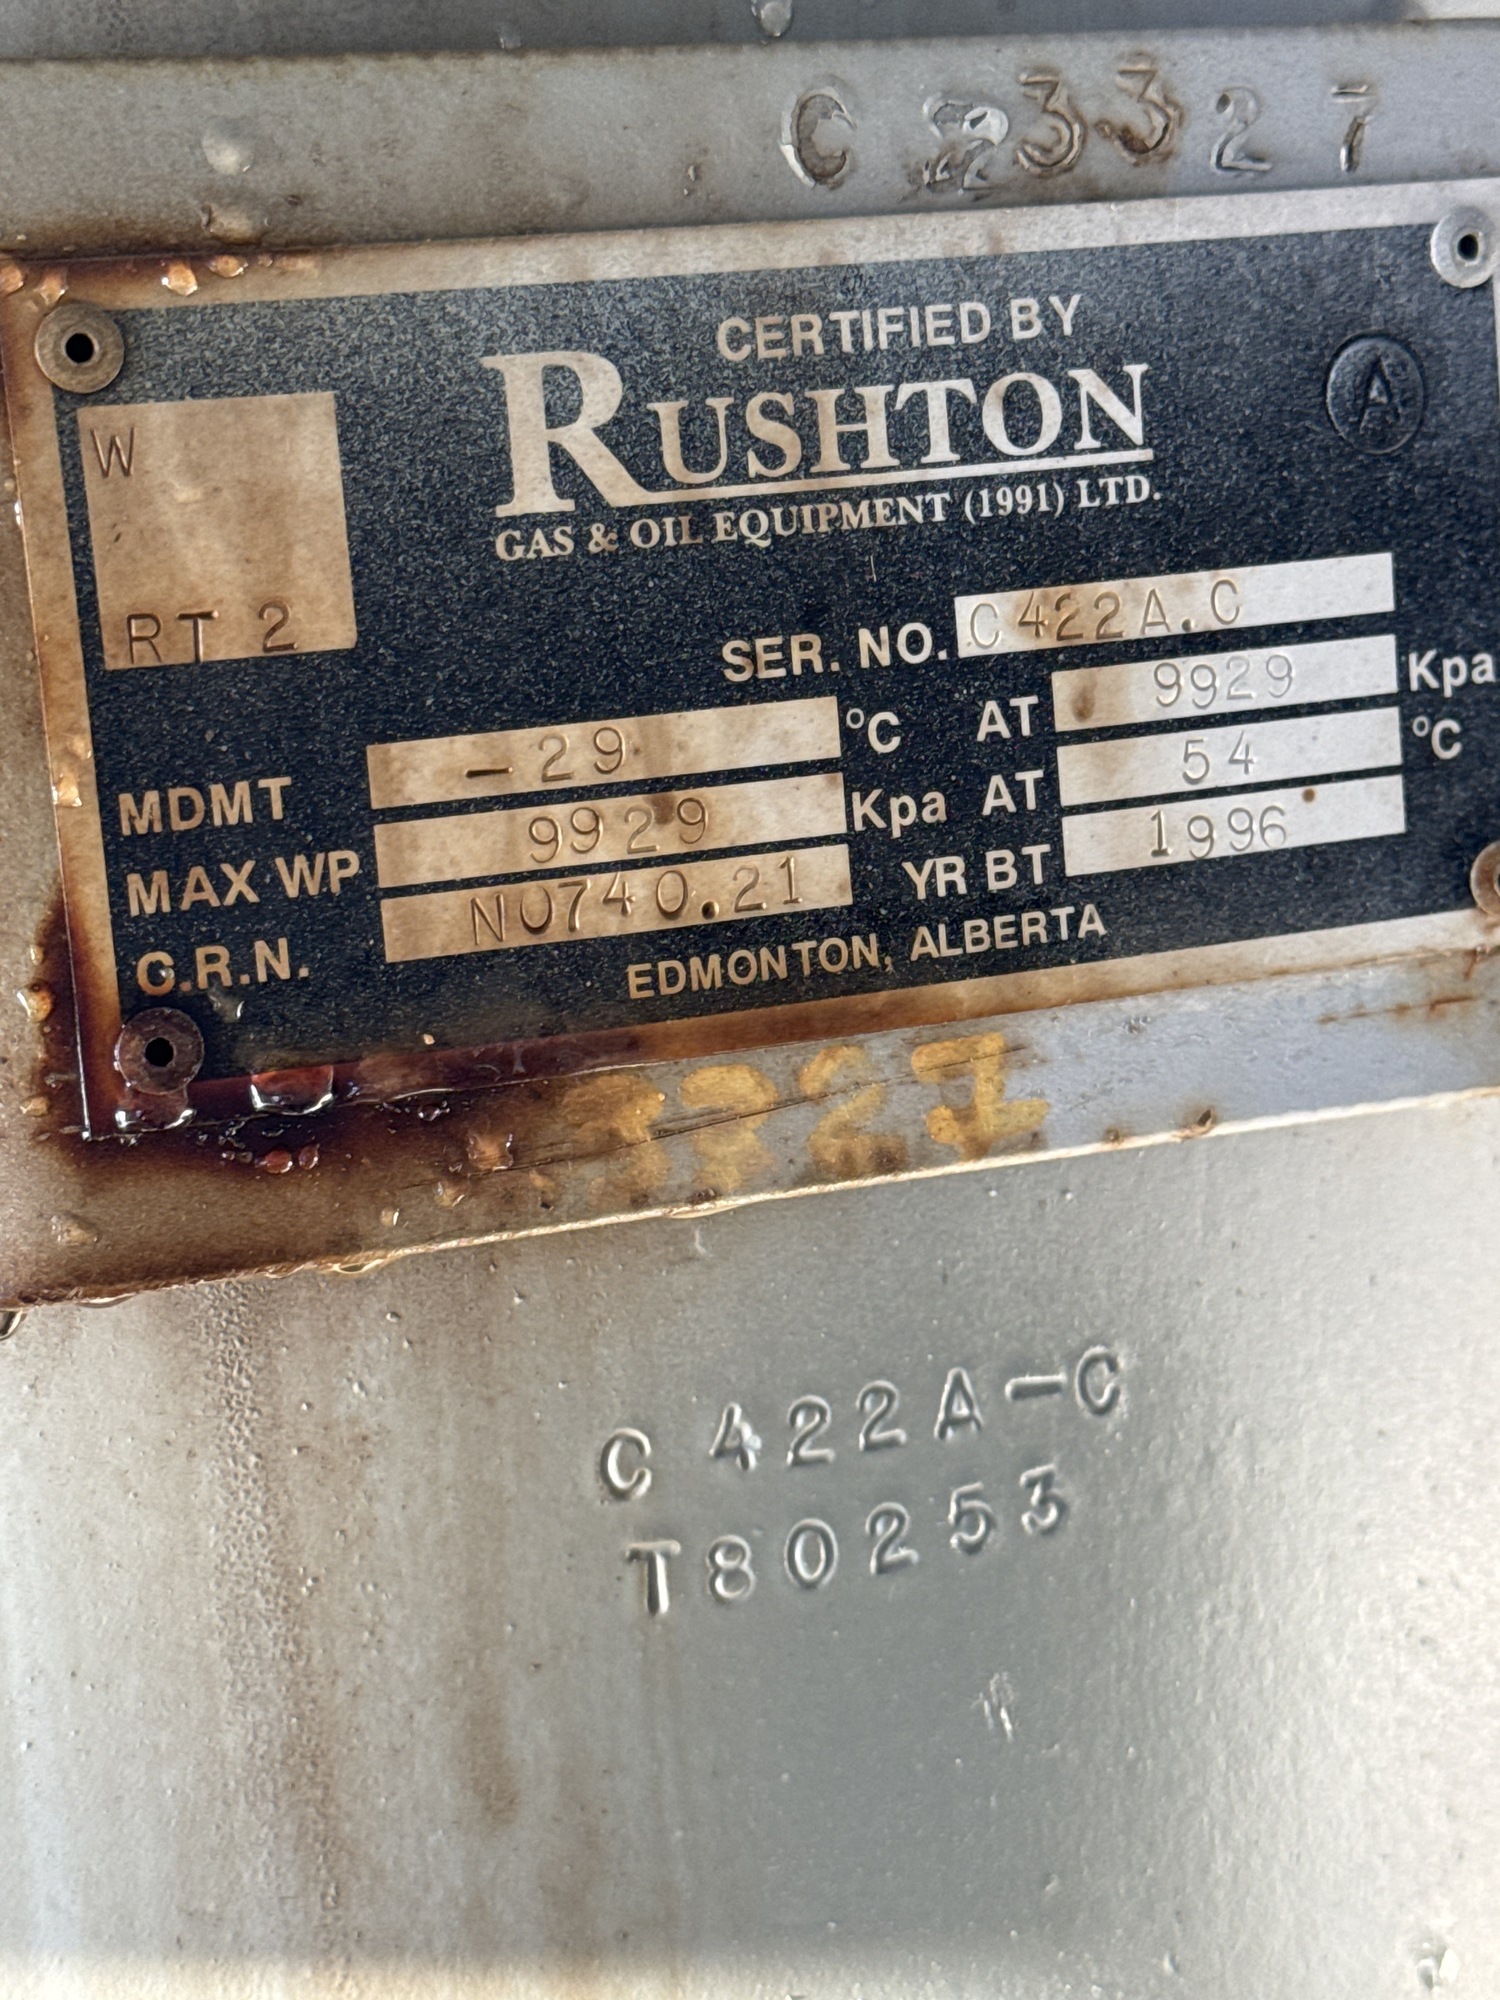 C 23327
CERTIFIED BY
RUSHTON
GAS & OIL EQUIPMENT (1991) LTD.
A
W
RT 2
SER. NO. C422A.C
MDMT -29 °C AT 9929 Kpa
MAX WP 9929 Kpa AT 54 °C
C.R.N. N0740.21 YR BT 1996
EDMONTON, ALBERTA
3327
C 422A-C
T80253